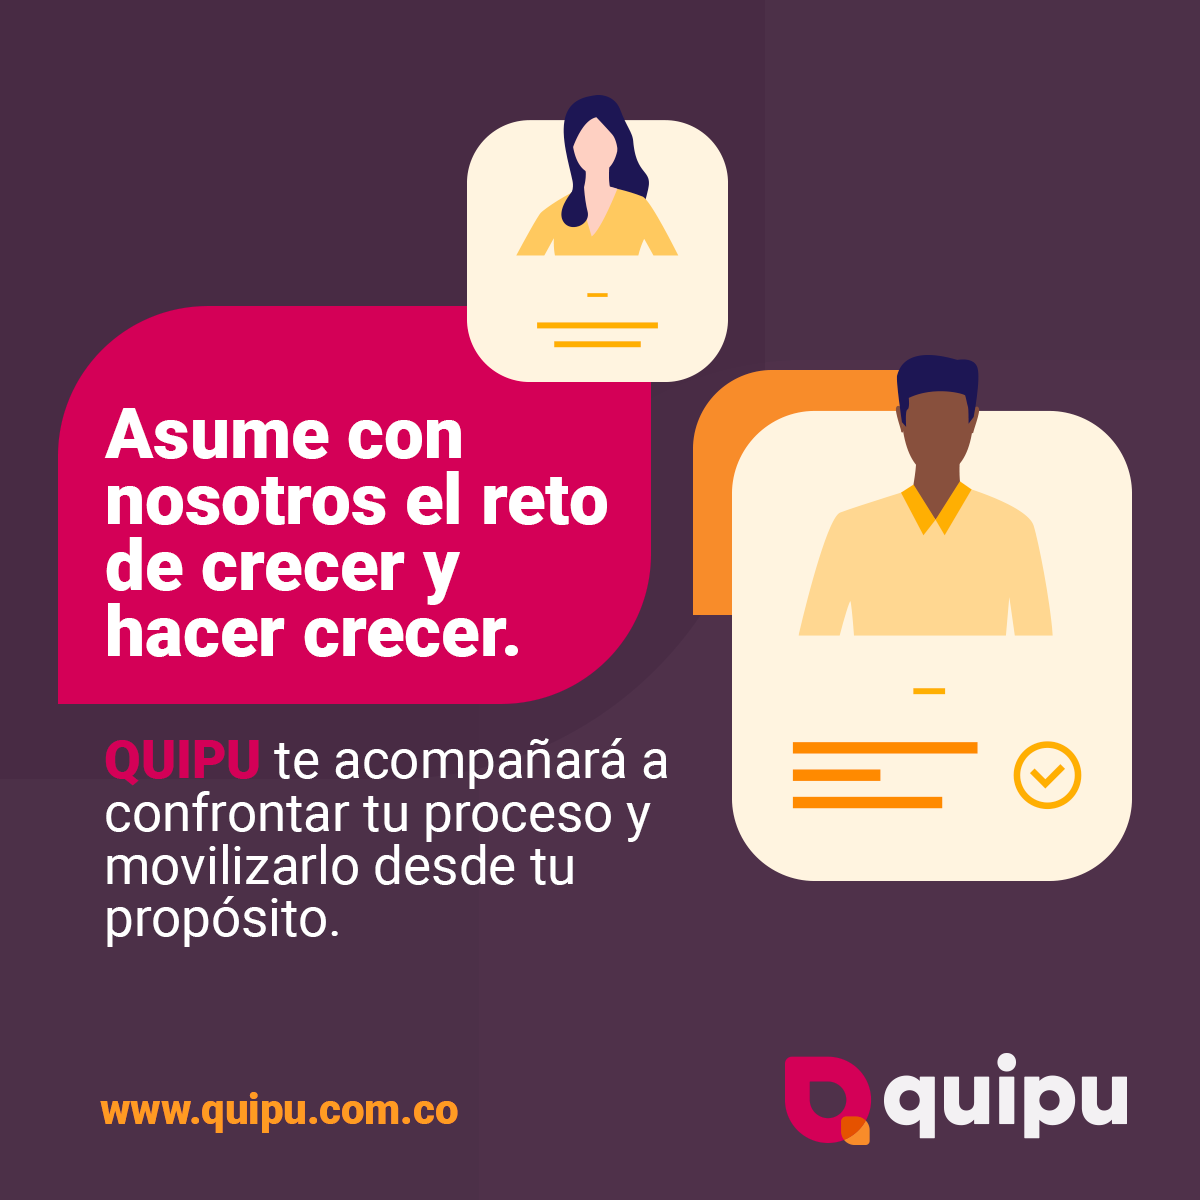 Asume con
nosotros el reto
de crecer y
hacer crecer.
QUIPU te acompañará a
confrontar tu proceso y
movilizarlo desde tu
propósito.
www.quipu.com.co
quipu